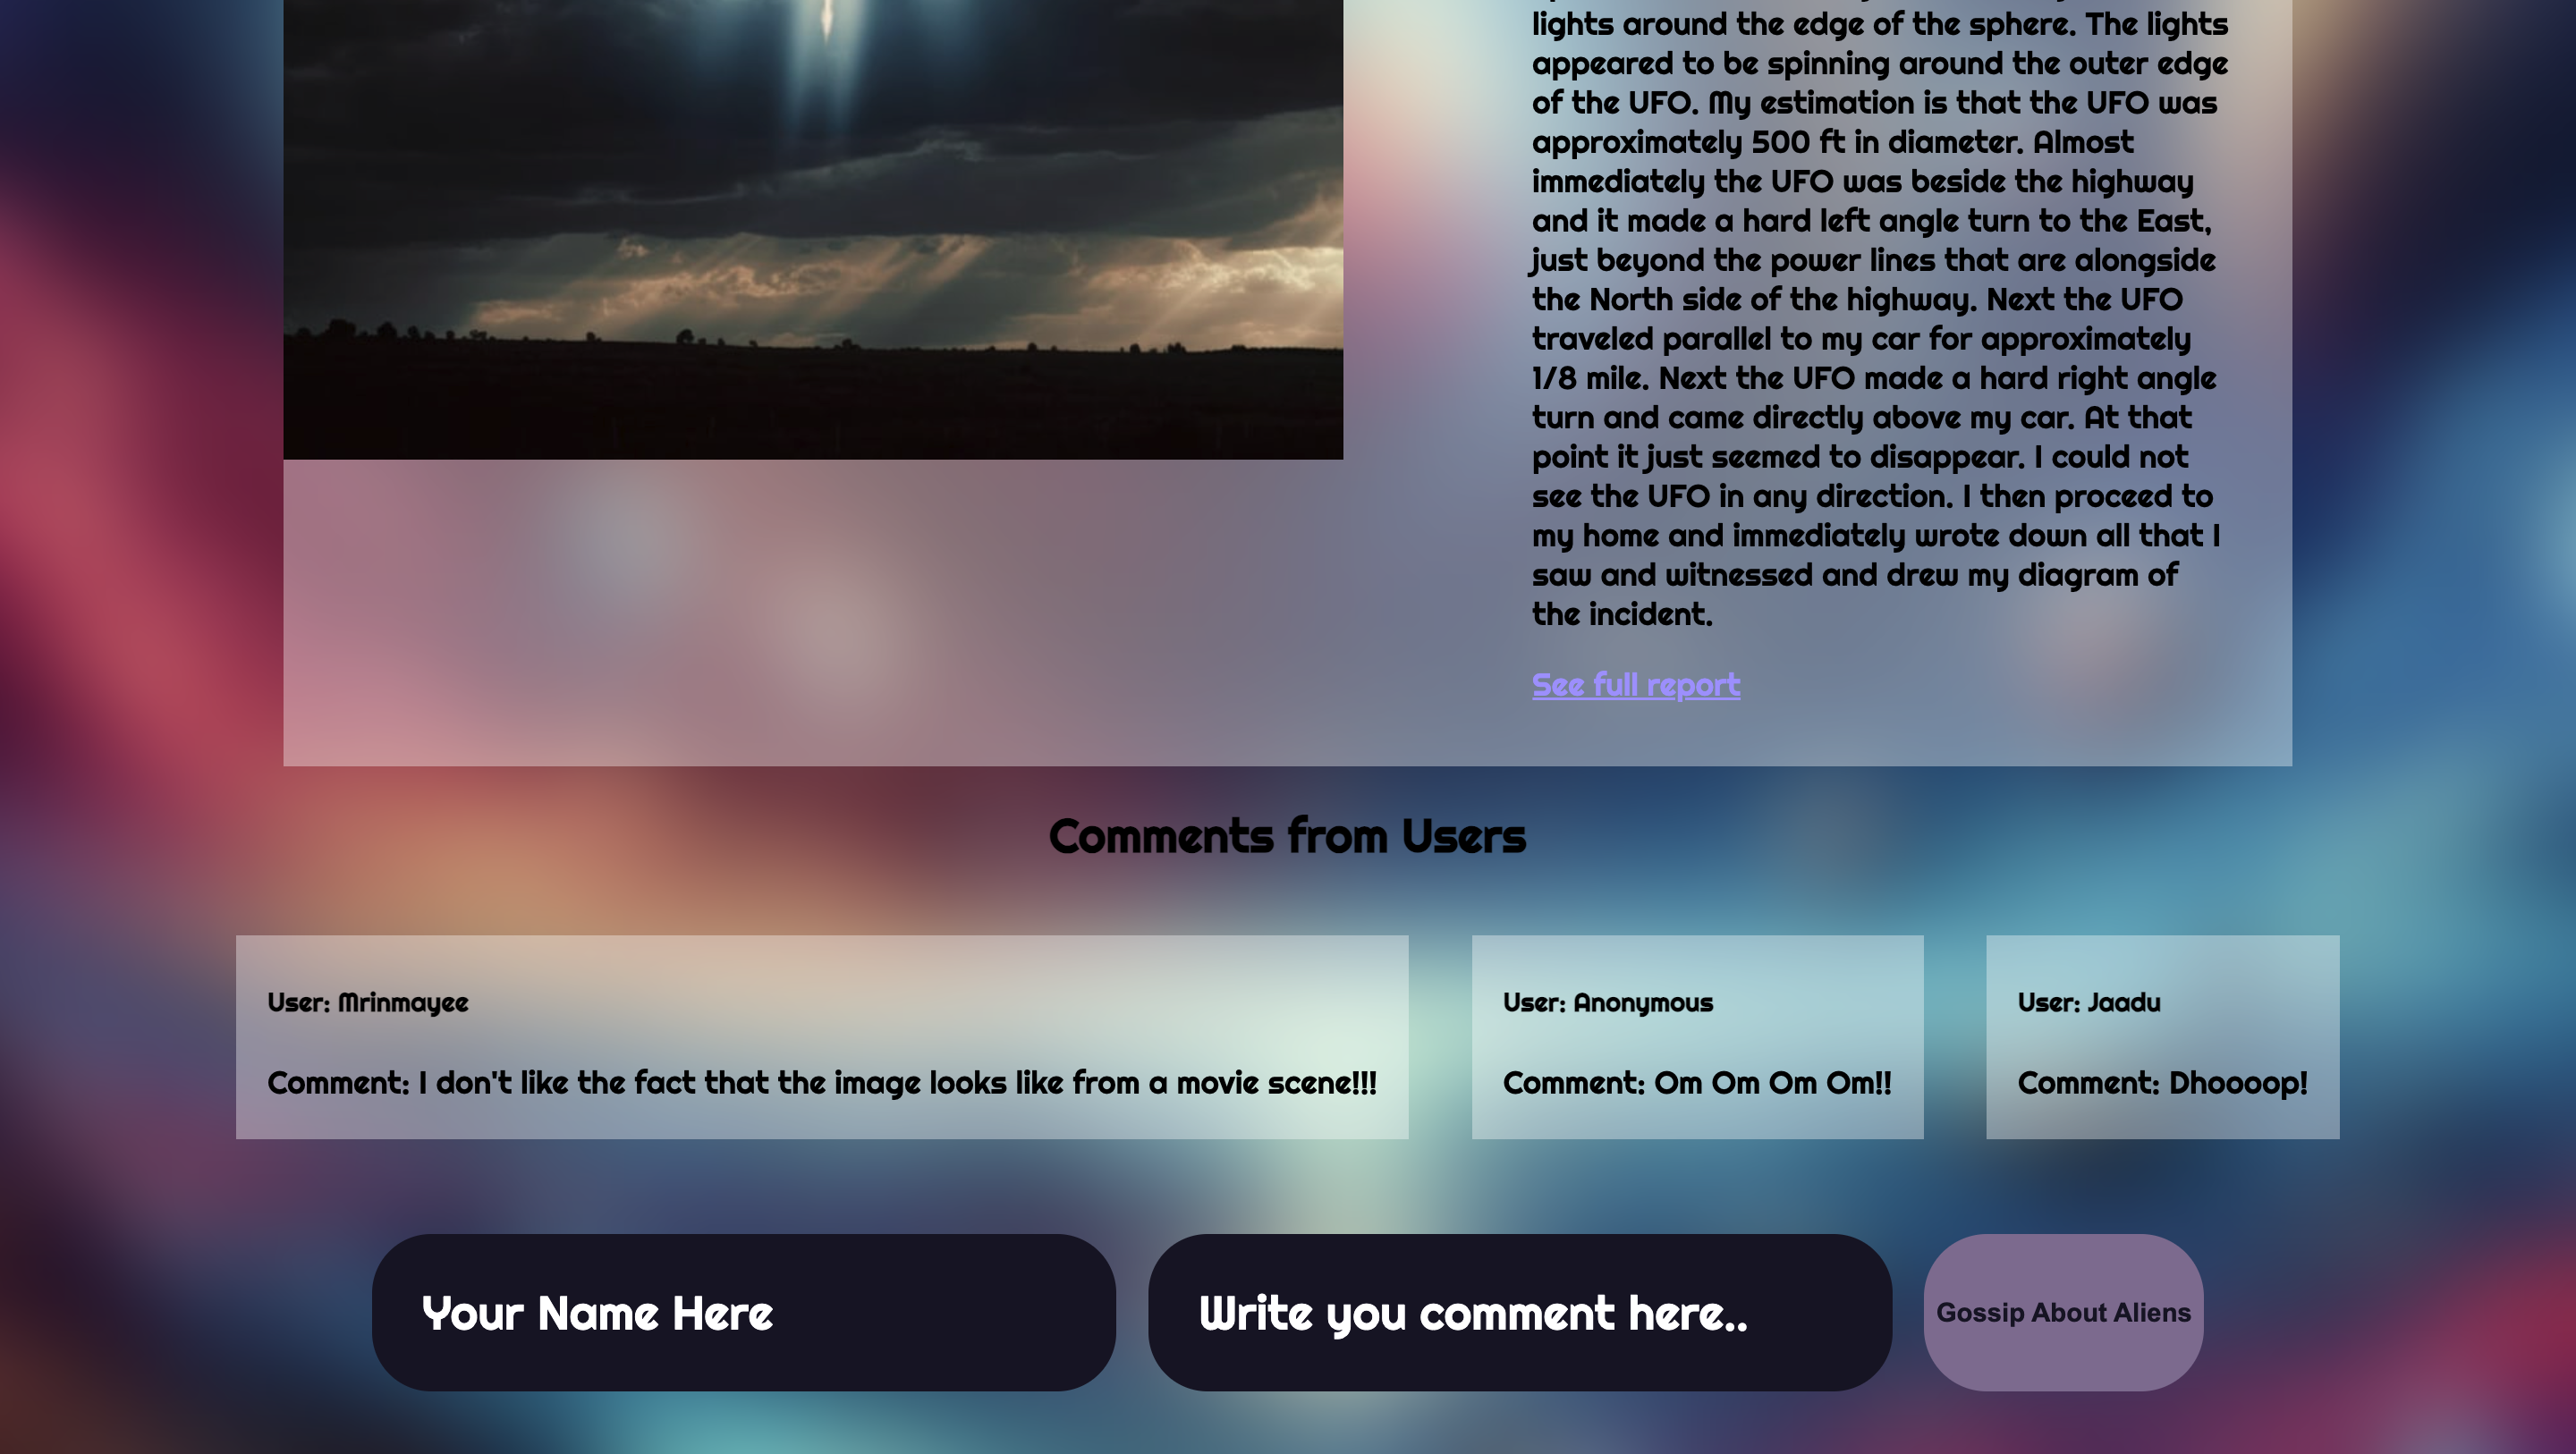 lights around the edge of the sphere. The lights
appeared to be spinning around the outer edge
of the UFO. My estimation is that the UFO was
approximately 500 ft in diameter. Almost
immediately the UFO was beside the highway
and it made a hard left angle turn to the East,
just beyond the power lines that are alongside
the North side of the highway. Next the UFO
traveled parallel to my car for approximately
1/8 mile. Next the UFO made a hard right angle
turn and came directly above my car. At that
point it just seemed to disappear. I could not
see the UFO in any direction. I then proceed to
my home and immediately wrote down all that I
saw and witnessed and drew my diagram of
the incident.
See full report
Comments from Users
User: Mrinmayee
Comment: I don't like the fact that the image looks like from a movie scene!!!
User: Anonymous
Comment: Om Om Om Om!!
User: Jaadu
Comment: Dhoooop!
Your Name Here
Write you comment here..
Gossip About Aliens